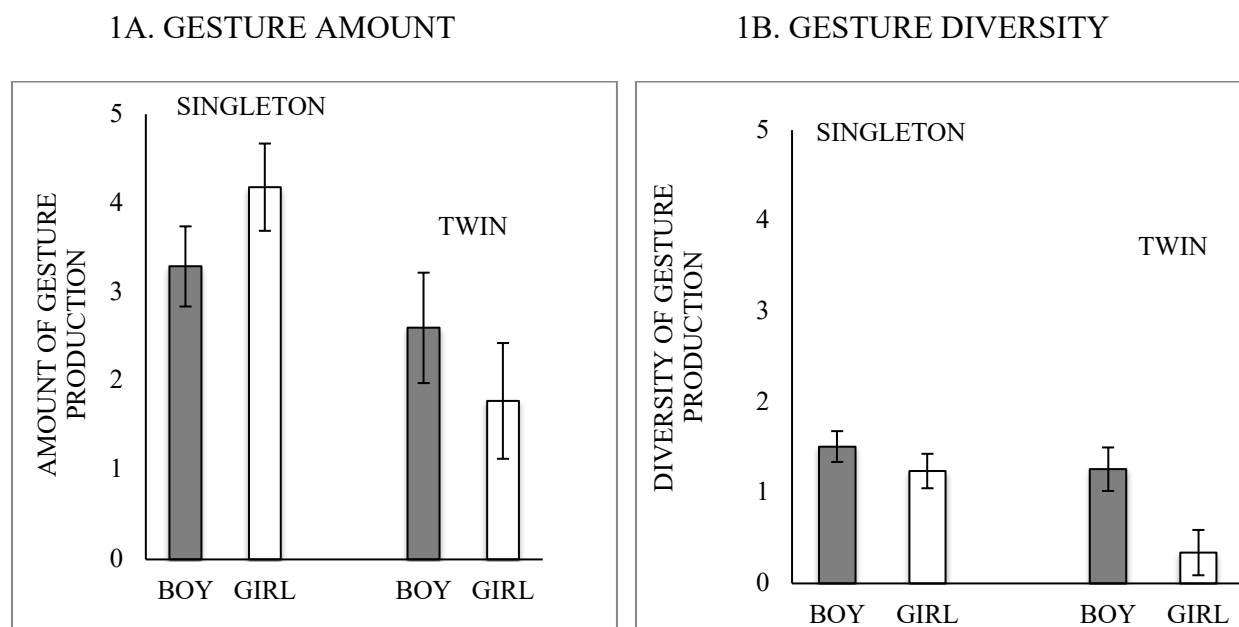 1A. GESTURE AMOUNT
AMOUNT OF GESTURE
PRODUCTION
5
4
3
2
1
0
SINGLETON
TWIN
BOY GIRL
BOY GIRL
1B. GESTURE DIVERSITY
DIVERSITY OF GESTURE
PRODUCTION
5
4
3
2
1
0
SINGLETON
TWIN
BOY GIRL
BOY GIRL